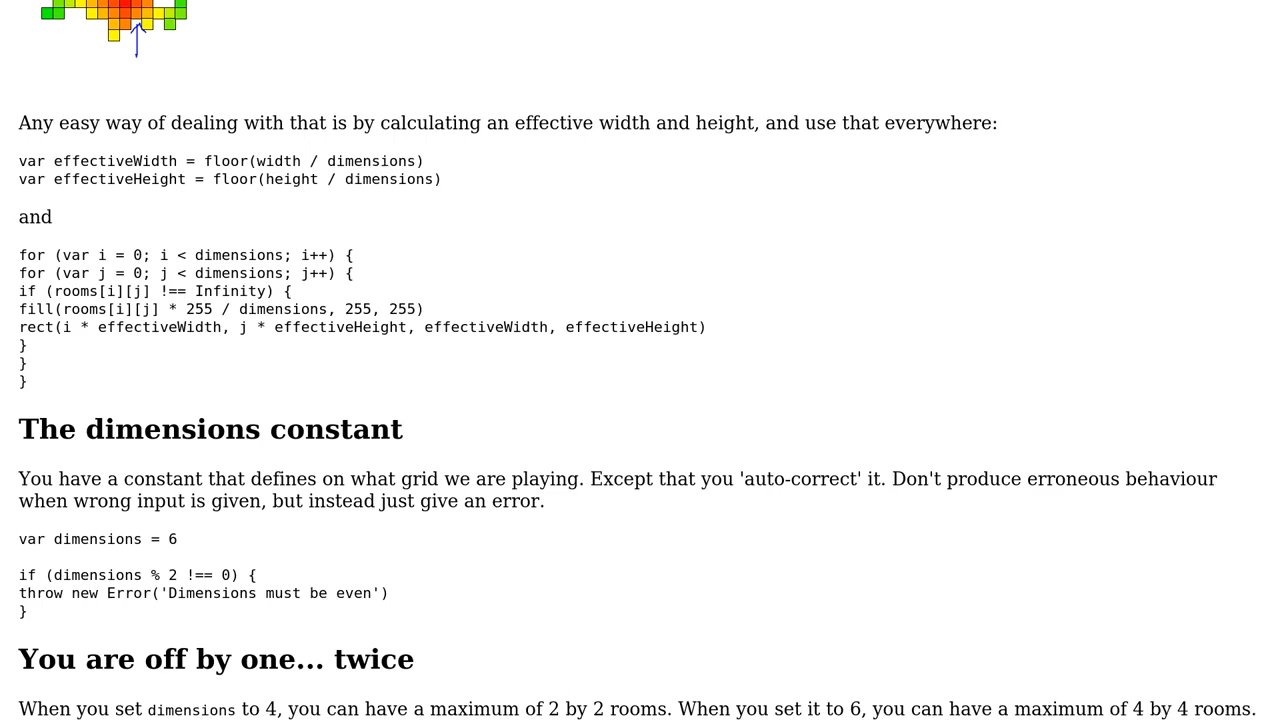 Any easy way of dealing with that is by calculating an effective width and height, and use that everywhere:
var effectiveWidth = floor(width / dimensions)
var effectiveHeight = floor(height / dimensions)
and
for (var i = 0; i < dimensions; i++) {
for (var j = 0; j < dimensions; j++) {
if (rooms[i][j] !== Infinity) {
fill(rooms[i][j] * 255 / dimensions, 255, 255)
rect(i * effectiveWidth, j * effectiveHeight, effectiveWidth, effectiveHeight)
}
}
}
The dimensions constant
You have a constant that defines on what grid we are playing. Except that you 'auto-correct' it. Don't produce erroneous behaviour
when wrong input is given, but instead just give an error.
var dimensions = 6
if (dimensions % 2 !== 0) {
throw new Error('Dimensions must be even')
}
You are off by one... twice
When you set dimensions to 4, you can have a maximum of 2 by 2 rooms. When you set it to 6, you can have a maximum of 4 by 4 rooms.